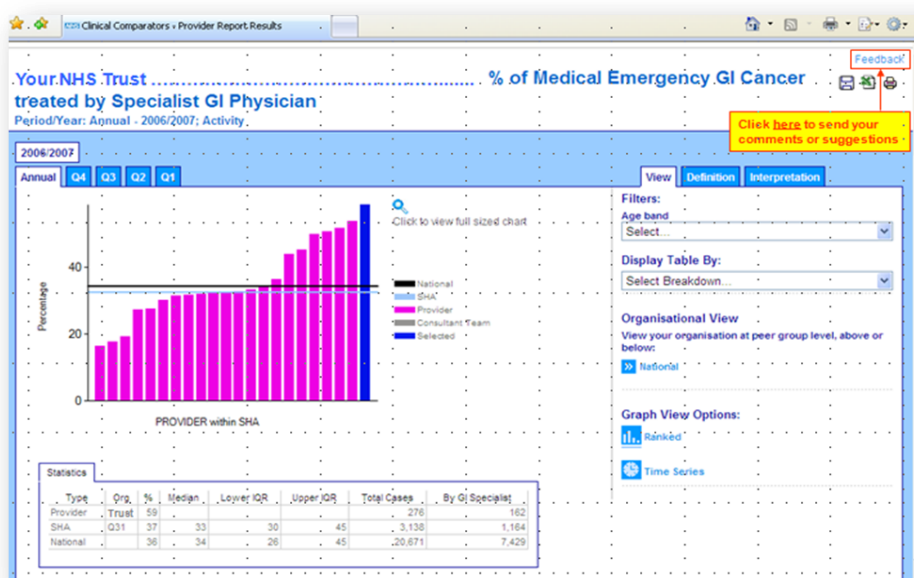 Clinical Comparators - Provider Report Results
Feedback
Your NHS Trust ........................................................ % of Medical Emergency GI Cancer
treated by Specialist GI Physician
Period/Year: Annual - 2006/2007; Activity
Click here to send your
comments or suggestions
2006/2007
Annual Q4 Q3 Q2 Q1
View Definition Interpretation
Click to view full sized chart
Percentage
40
20
0
PROVIDER within SHA
National
SHA
Provider
Consultant Team
Selected
Filters:
Age band
Select...
Display Table By:
Select Breakdown...
Organisational View
View your organisation at peer group level, above or
below:
National
Graph View Options:
Ranked
Time Series
Statistics
Type Org % Median Lower IQR Upper IQR Total Cases By GI Specialist
Provider Trust 59 276 162
SHA Q31 37 33 30 45 3,138 1,164
National 36 34 26 45 20,671 7,429